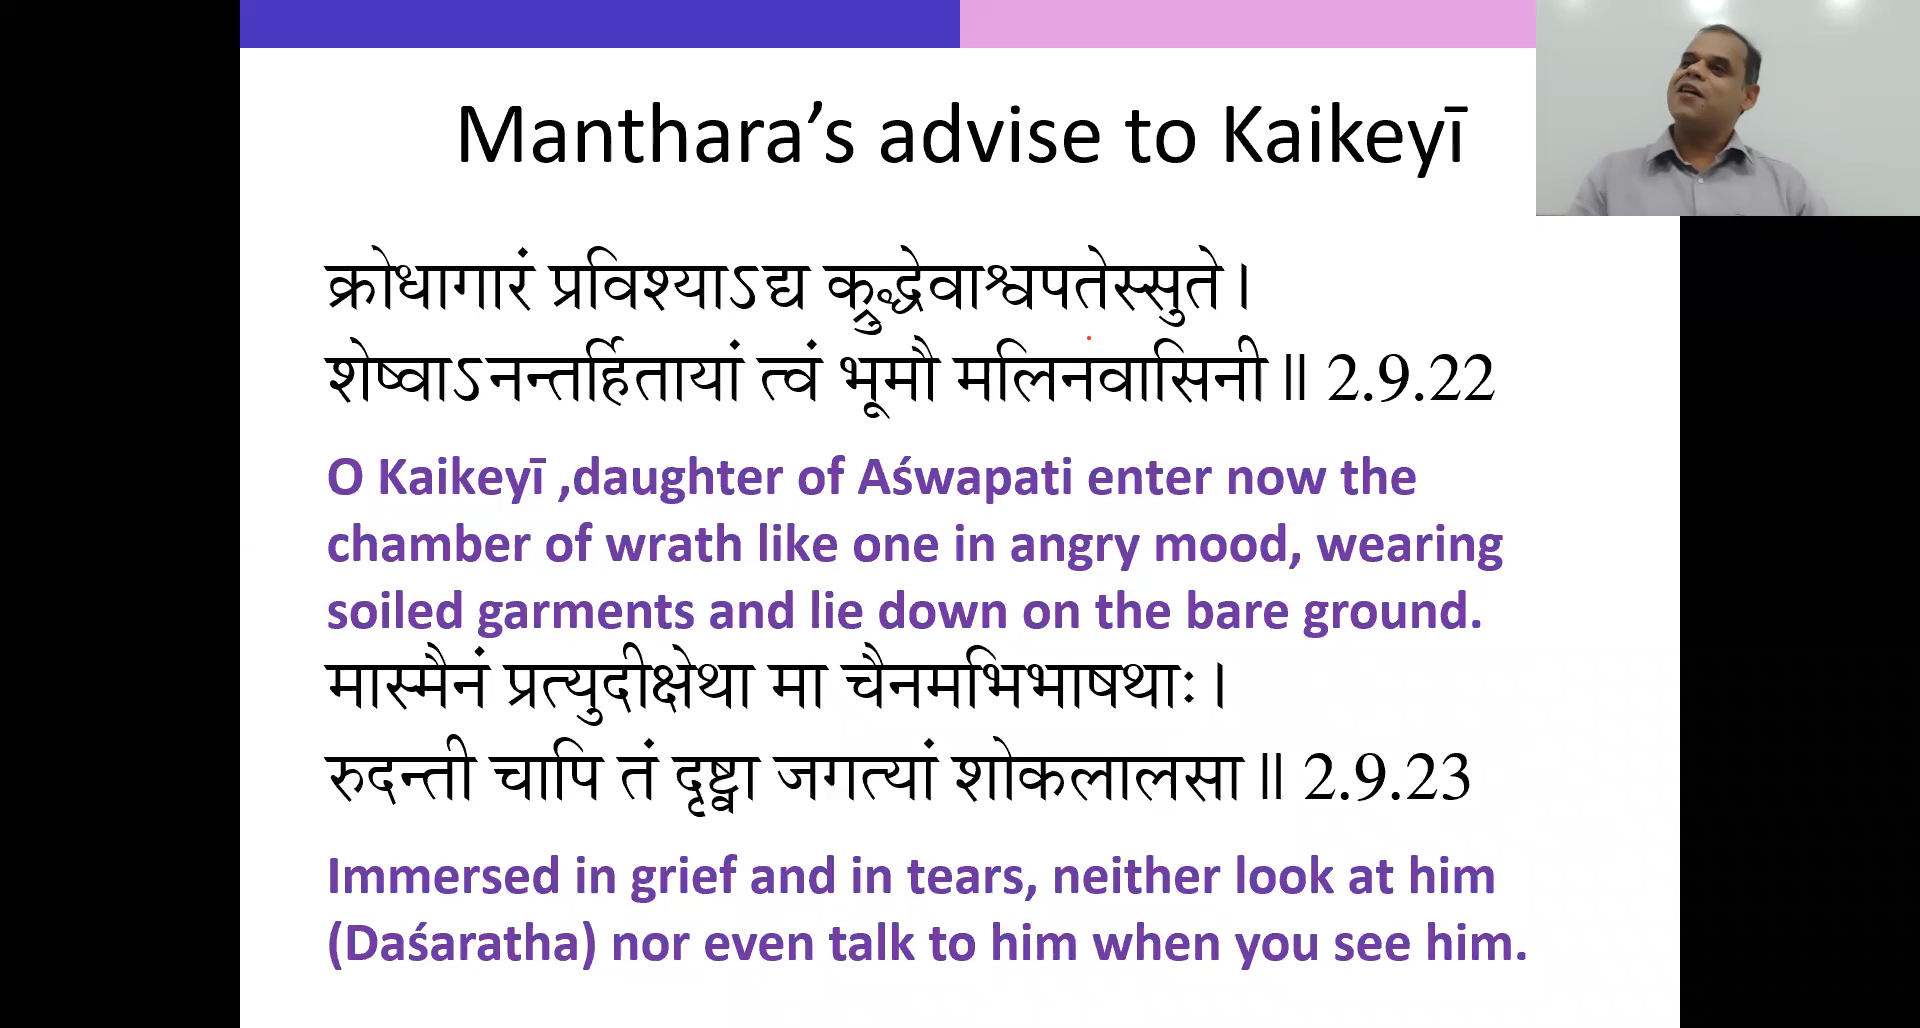 Manthara’s advise to Kaikeyī
क्रोधागारं प्रविश्याऽद्य क्रुद्धेवाश्वपतेस्सुते ।
शेष्वाऽनन्तर्हितायां त्वं भूमौ मलिनवासिनी ॥ 2.9.22
O Kaikeyī ,daughter of Aśwapati enter now the
chamber of wrath like one in angry mood, wearing
soiled garments and lie down on the bare ground.
मास्मैनं प्रत्युदीक्षेथा मा चैनमभिभाषथाः ।
रुदन्ती चापि तं दृष्ट्वा जगत्यां शोकलालसा ॥ 2.9.23
Immersed in grief and in tears, neither look at him
(Daśaratha) nor even talk to him when you see him.